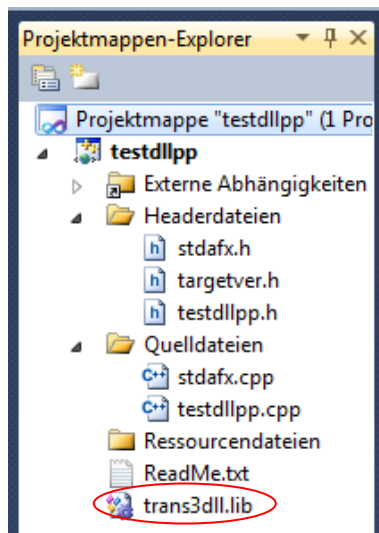 Projektmappen-Explorer
Projektmappe "testdllpp" (1 Pro
testdllpp
Externe Abhängigkeiten
Headerdateien
stdafx.h
targetver.h
testdllpp.h
Quelldateien
stdafx.cpp
testdllpp.cpp
Ressourcendateien
ReadMe.txt
trans3dll.lib